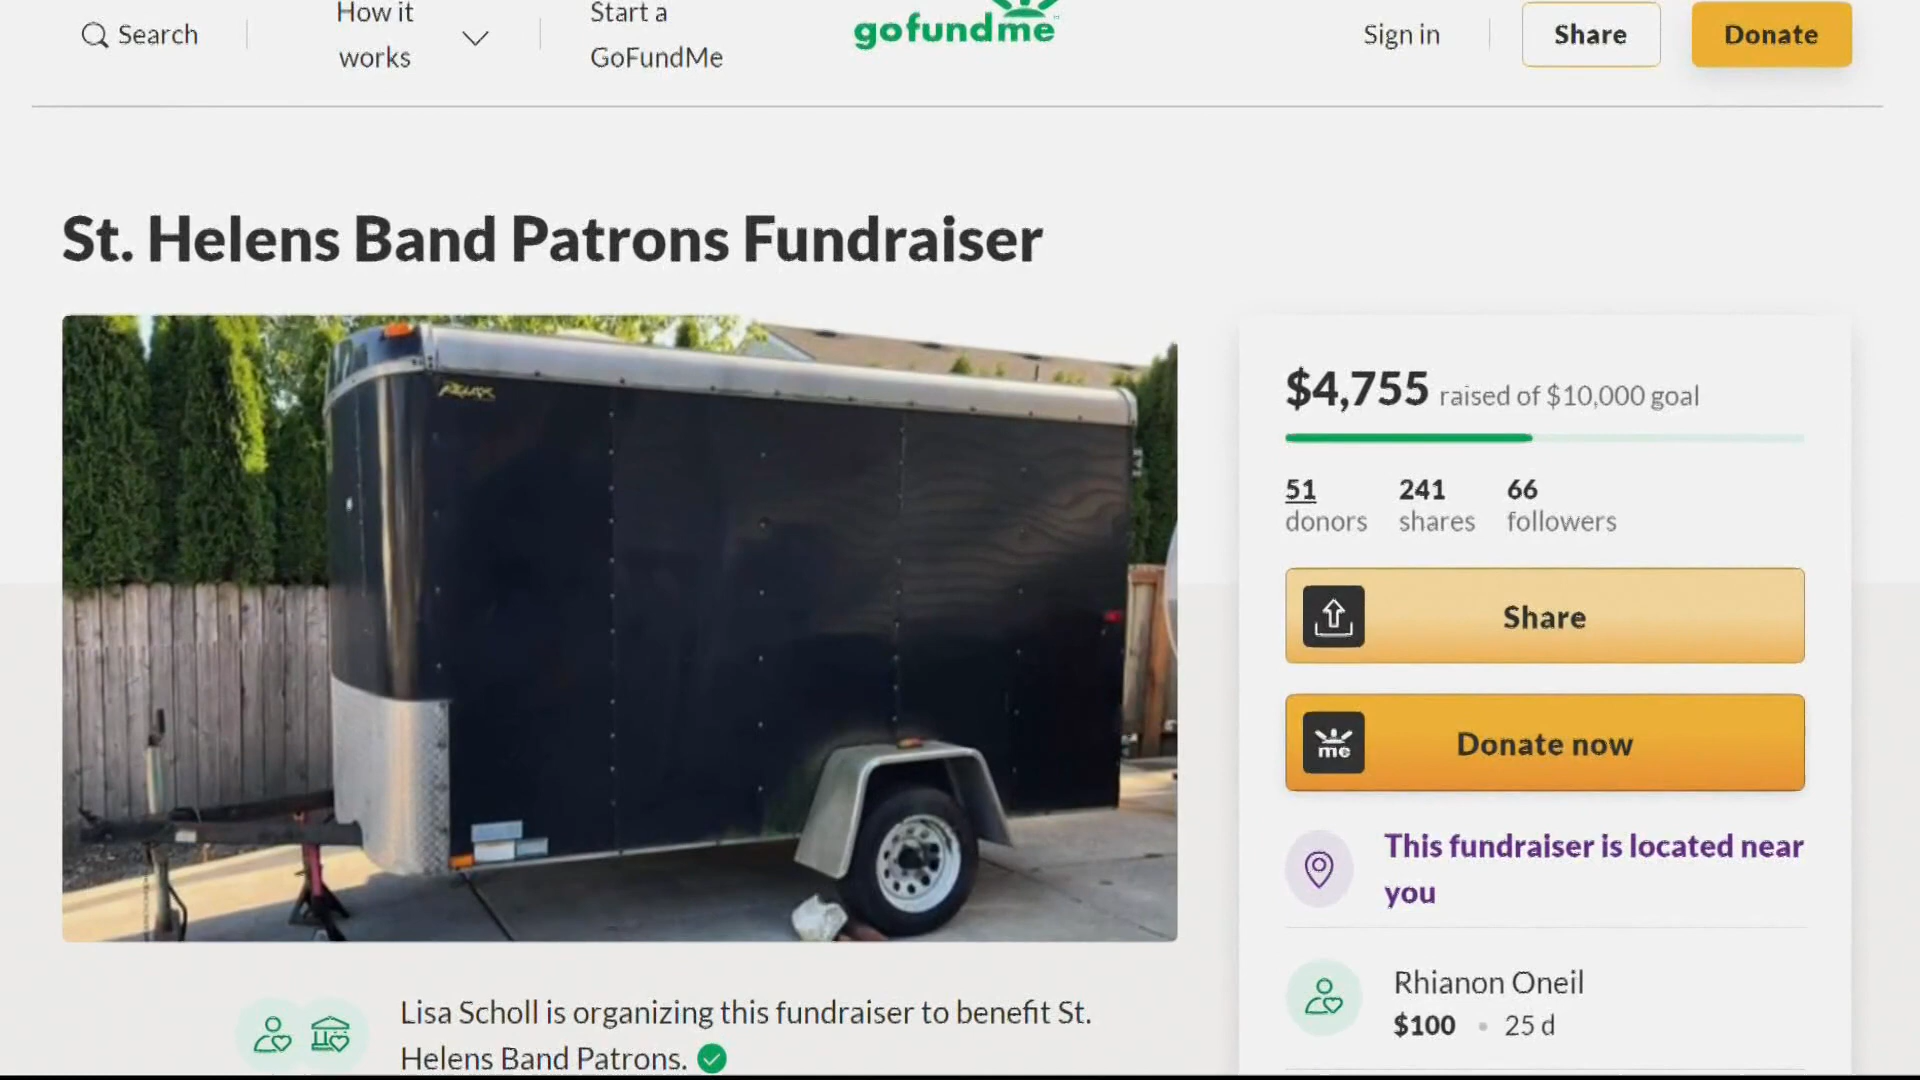 Search
How it
works
Start a
GoFundMe
gofundme
Sign in
Share
Donate
St. Helens Band Patrons Fundraiser
$4,755 raised of $10,000 goal
51
donors
241
shares
66
followers
Share
me
Donate now
This fundraiser is located near
you
Rhianon Oneil
$100 • 25 d
Lisa Scholl is organizing this fundraiser to benefit St.
Helens Band Patrons.